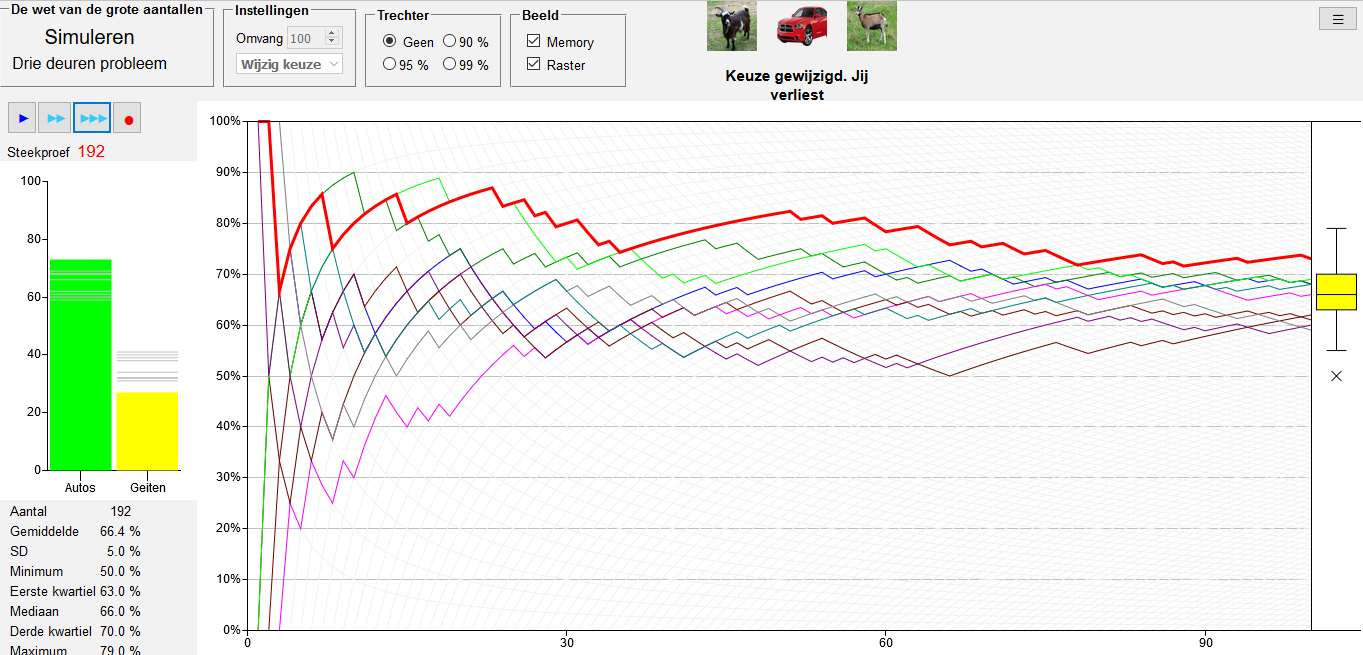 De wet van de grote aantallen
Simuleren
Drie deuren probleem
Instellingen
Omvang 100
Wijzig keuze
Trechter
Geen 90 %
95 % 99 %
Beeld
Memory
Raster
Keuze gewijzigd. Jij
verliest
Steekproef 192
100
80
60
40
20
0
Autos Geiten
Aantal 192
Gemiddelde 66.4 %
SD 5.0 %
Minimum 50.0 %
Eerste kwartiel 63.0 %
Mediaan 66.0 %
Derde kwartiel 70.0 %
Maximum 79.0 %
100%
90%
80%
70%
60%
50%
40%
30%
20%
10%
0%
0 30 60 90